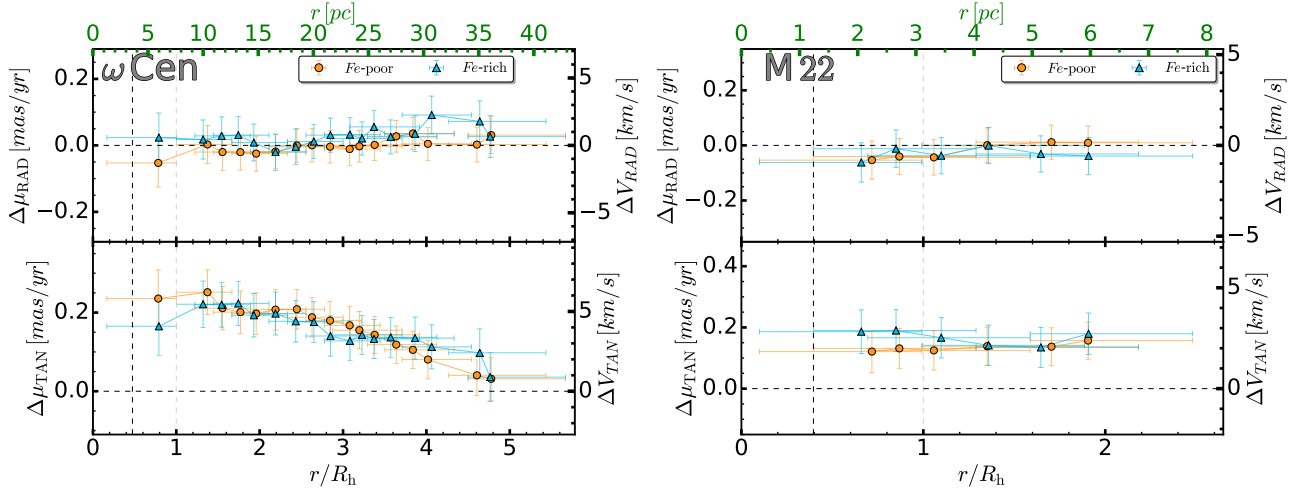 r [pc] r [pc]
0 5 10 15 20 25 30 35 40 0 1 2 3 4 5 6 7 8
ω Cen Fe-poor Fe-rich M 22 Fe-poor Fe-rich
Δμ_RAD [mas/yr] 0.2 0.0 −0.2 5 0 −5 ΔV_RAD [km/s]
Δμ_RAD [mas/yr] 0.2 0.0 −0.2 5 0 −5 ΔV_RAD [km/s]
Δμ_TAN [mas/yr] 0.2 0.0 5 0 ΔV_TAN [km/s]
Δμ_TAN [mas/yr] 0.4 0.2 0.0 5 0 ΔV_TAN [km/s]
0 1 2 3 4 5 0 1 2
r/R_h r/R_h